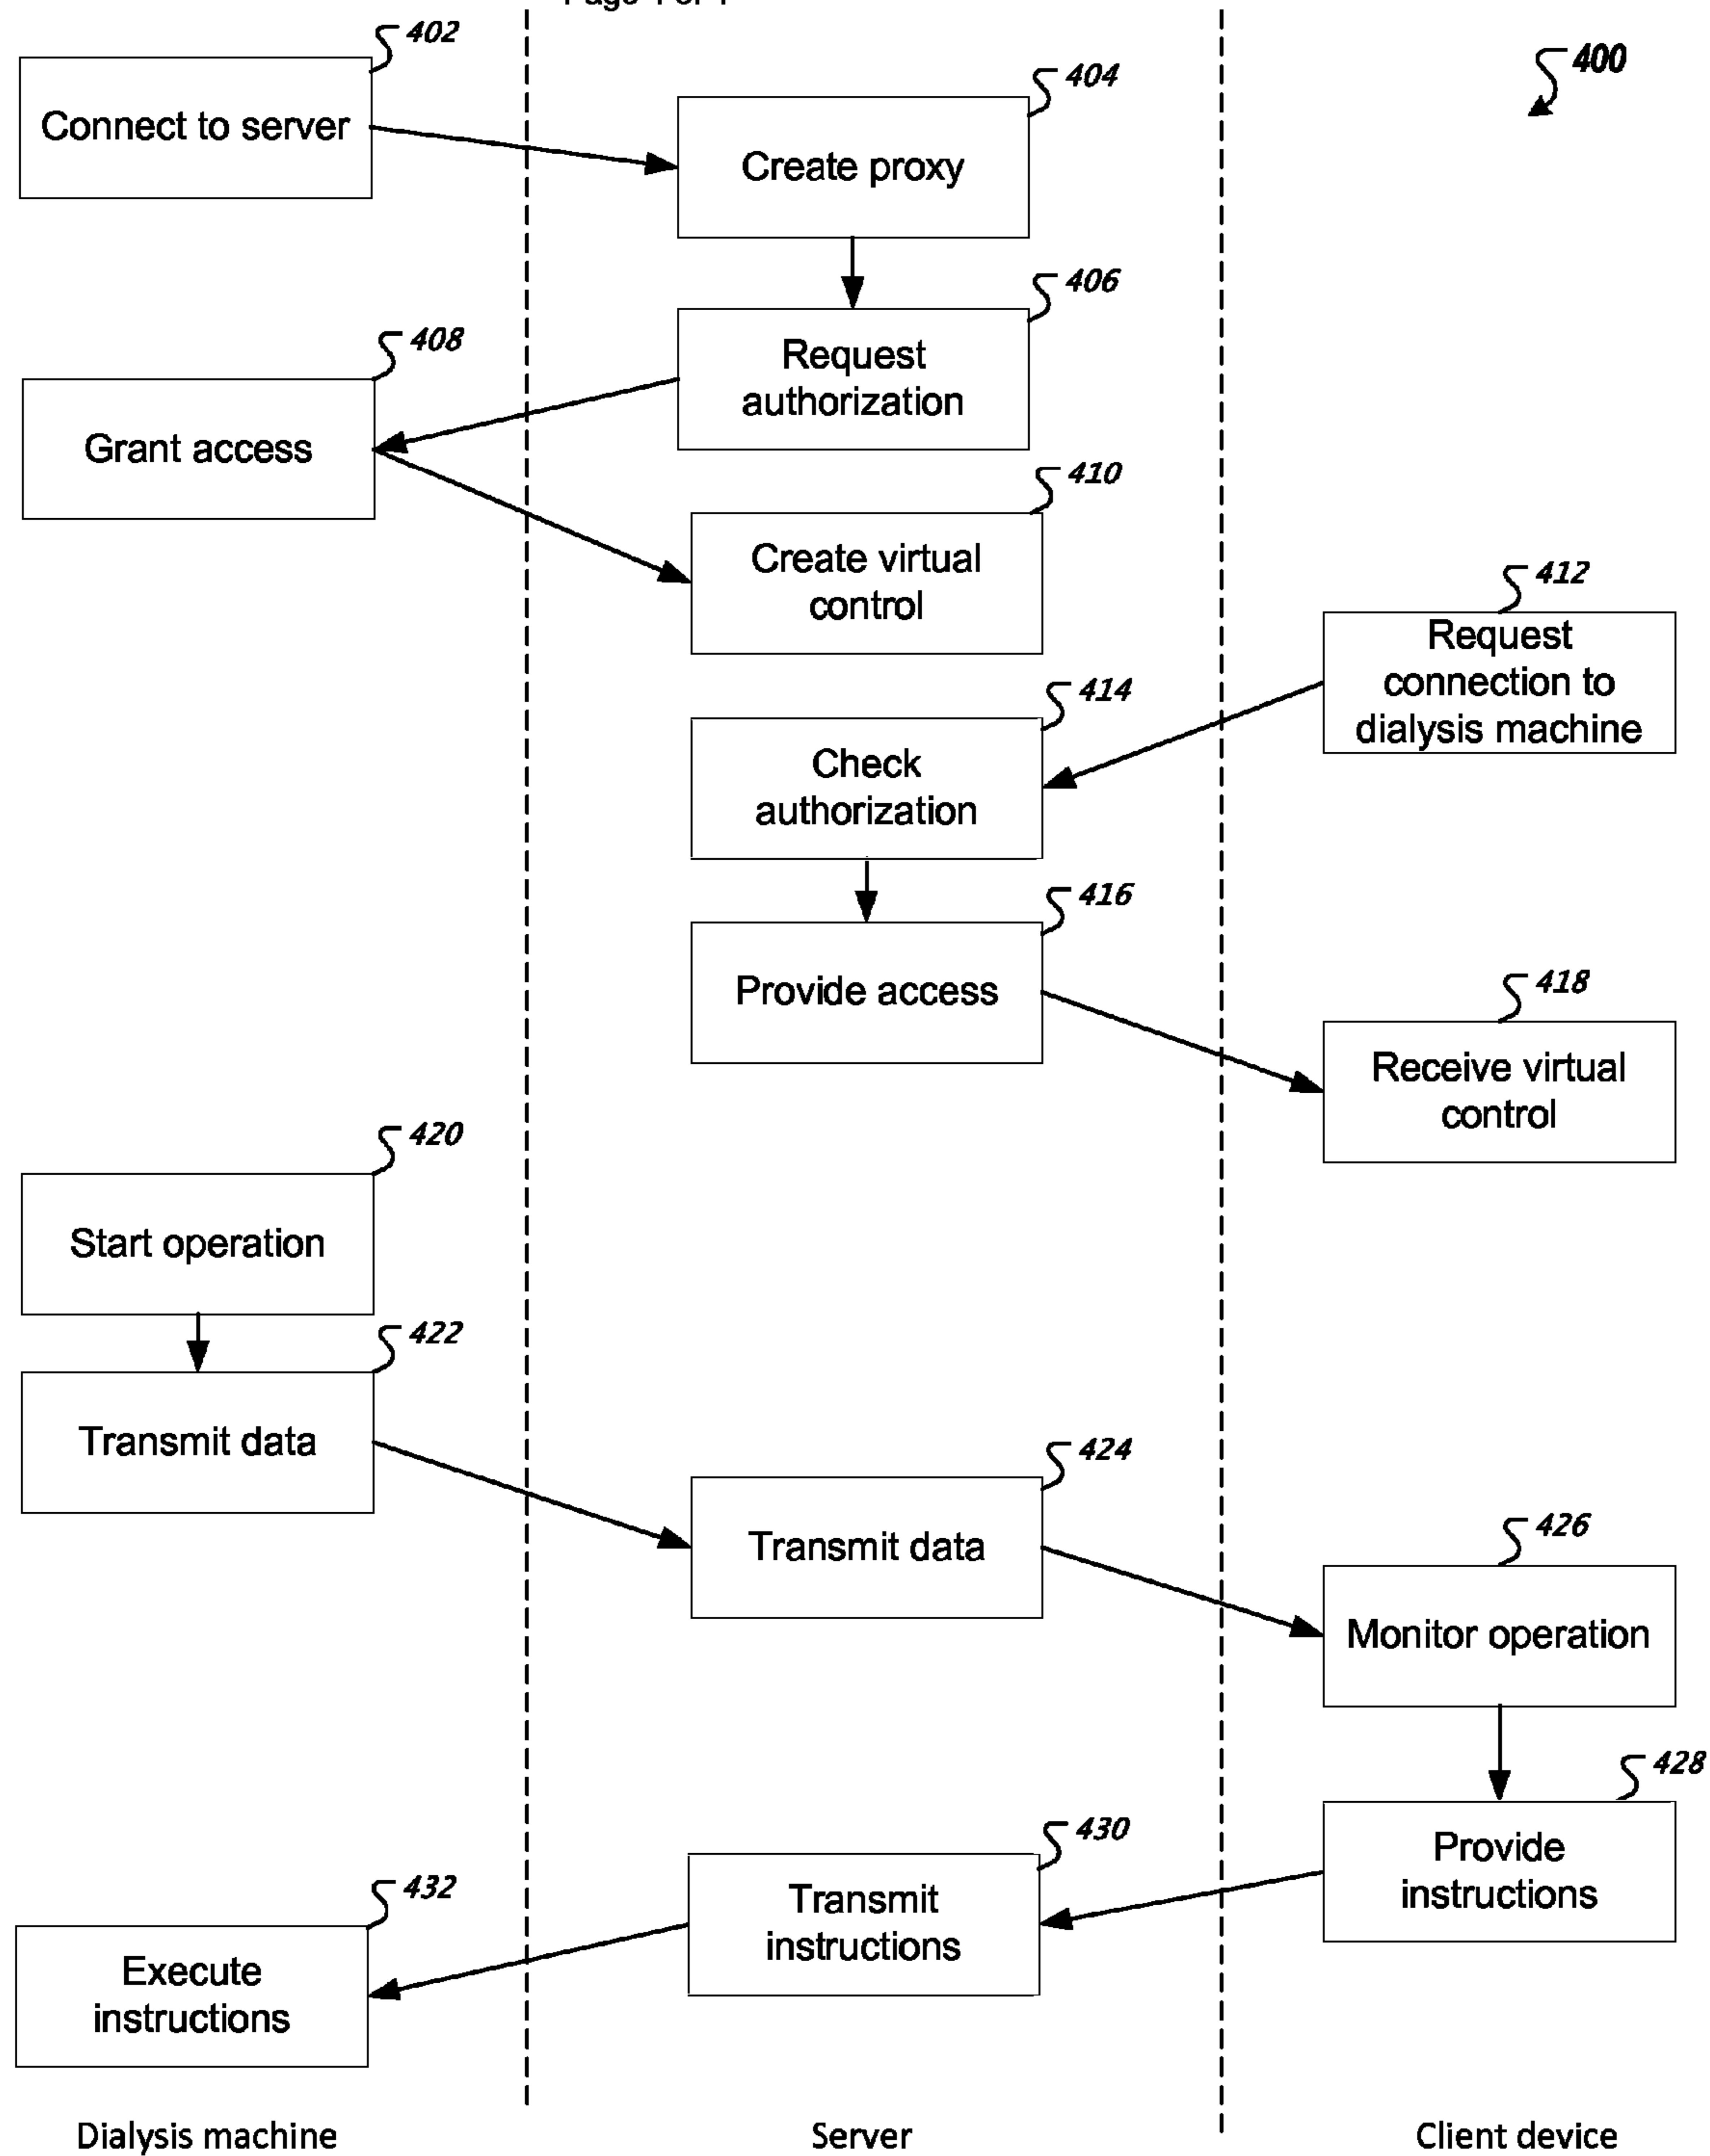 402
Connect to server
404
Create proxy
400
406
Request
authorization
408
Grant access
410
Create virtual
control
412
Request
connection to
dialysis machine
414
Check
authorization
416
Provide access
418
Receive virtual
control
420
Start operation
422
Transmit data
424
Transmit data
426
Monitor operation
428
Provide
instructions
430
Transmit
instructions
432
Execute
instructions
Dialysis machine
Server
Client device